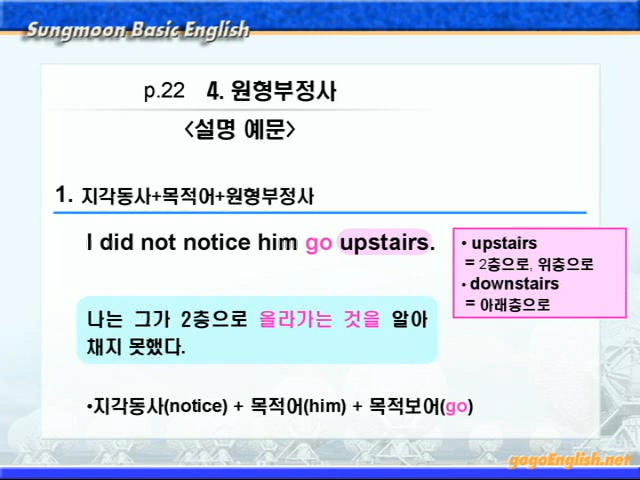 Sungmoon Basic English
p.22 4. 원형부정사
<설명 예문>
1. 지각동사+목적어+원형부정사
I did not notice him go upstairs.
• upstairs
= 2층으로, 위층으로
• downstairs
= 아래층으로
나는 그가 2층으로 올라가는 것을 알아
채지 못했다.
•지각동사(notice) + 목적어(him) + 목적보어(go)
gogoEnglish.net